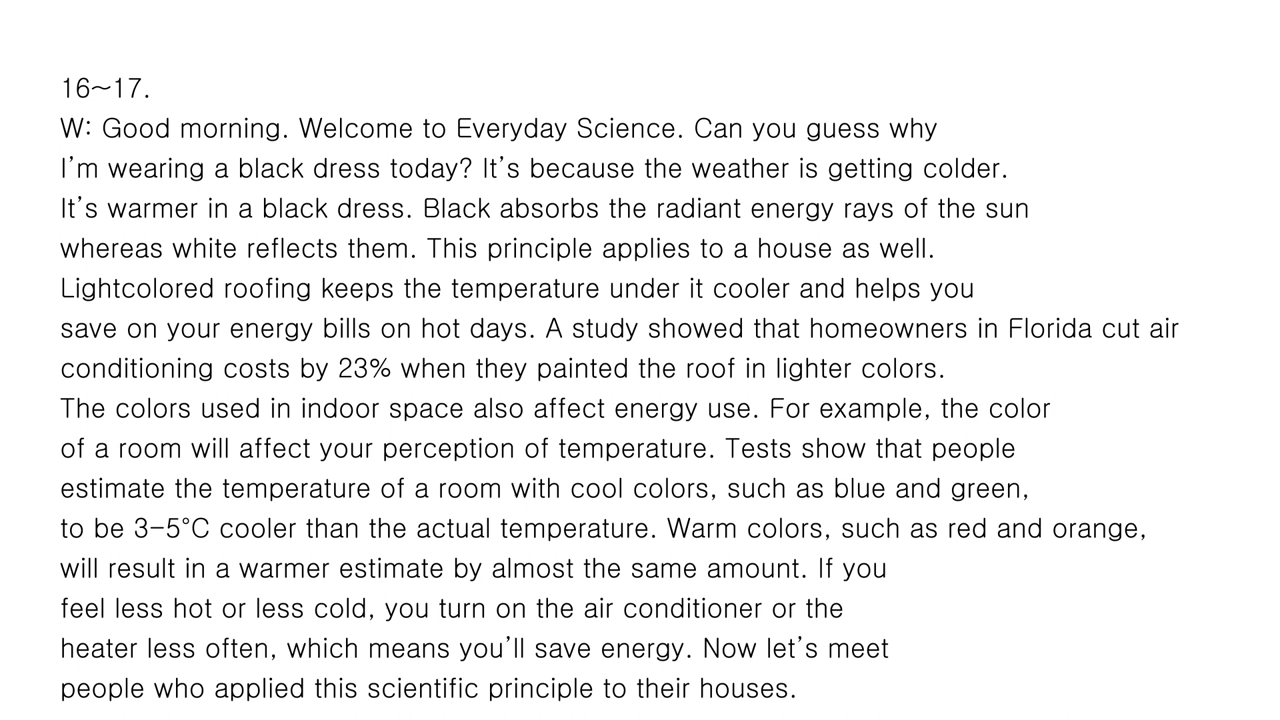 16~17.
W: Good morning. Welcome to Everyday Science. Can you guess why
I’m wearing a black dress today? It’s because the weather is getting colder.
It’s warmer in a black dress. Black absorbs the radiant energy rays of the sun
whereas white reflects them. This principle applies to a house as well.
Lightcolored roofing keeps the temperature under it cooler and helps you
save on your energy bills on hot days. A study showed that homeowners in Florida cut air
conditioning costs by 23% when they painted the roof in lighter colors.
The colors used in indoor space also affect energy use. For example, the color
of a room will affect your perception of temperature. Tests show that people
estimate the temperature of a room with cool colors, such as blue and green,
to be 3-5°C cooler than the actual temperature. Warm colors, such as red and orange,
will result in a warmer estimate by almost the same amount. If you
feel less hot or less cold, you turn on the air conditioner or the
heater less often, which means you’ll save energy. Now let’s meet
people who applied this scientific principle to their houses.